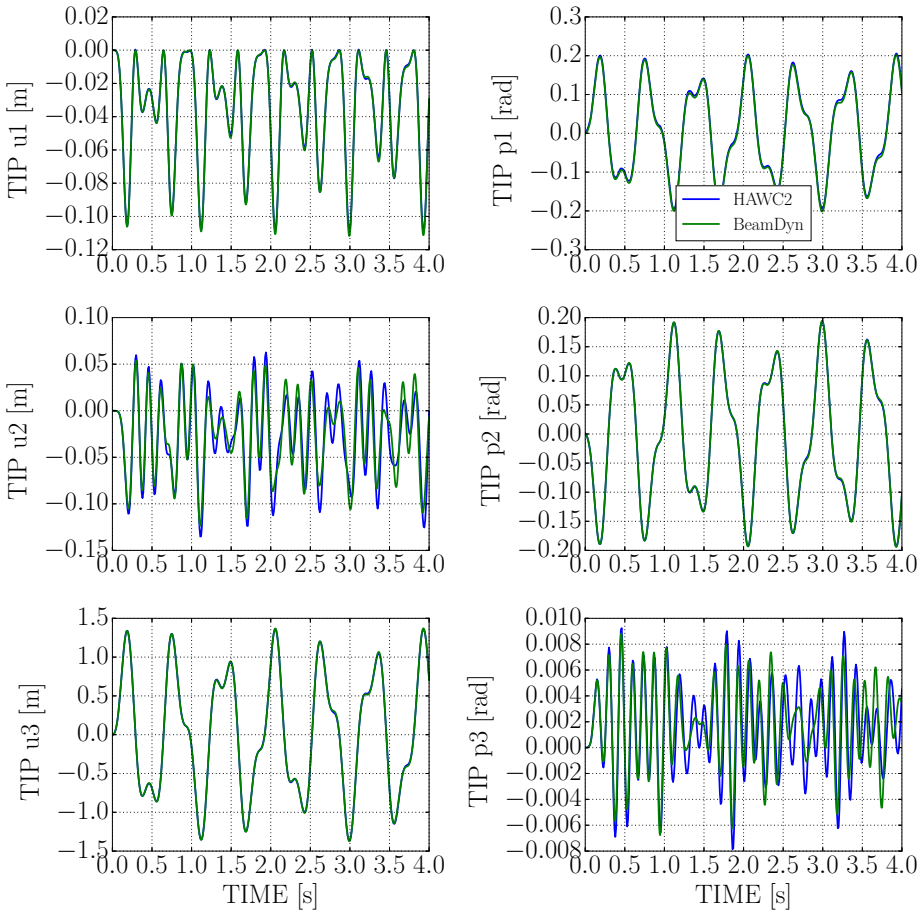 0.02
0.00
−0.02
−0.04
−0.06
−0.08
−0.10
−0.12
TIP u1 [m]
0.0 0.5 1.0 1.5 2.0 2.5 3.0 3.5 4.0
0.3
0.2
0.1
0.0
−0.1
−0.2
−0.3
TIP p1 [rad]
HAWC2
BeamDyn
0.0 0.5 1.0 1.5 2.0 2.5 3.0 3.5 4.0
0.10
0.05
0.00
−0.05
−0.10
−0.15
TIP u2 [m]
0.0 0.5 1.0 1.5 2.0 2.5 3.0 3.5 4.0
0.20
0.15
0.10
0.05
0.00
−0.05
−0.10
−0.15
−0.20
TIP p2 [rad]
0.0 0.5 1.0 1.5 2.0 2.5 3.0 3.5 4.0
1.5
1.0
0.5
0.0
−0.5
−1.0
−1.5
TIP u3 [m]
0.0 0.5 1.0 1.5 2.0 2.5 3.0 3.5 4.0
TIME [s]
0.010
0.008
0.006
0.004
0.002
0.000
−0.002
−0.004
−0.006
−0.008
TIP p3 [rad]
0.0 0.5 1.0 1.5 2.0 2.5 3.0 3.5 4.0
TIME [s]